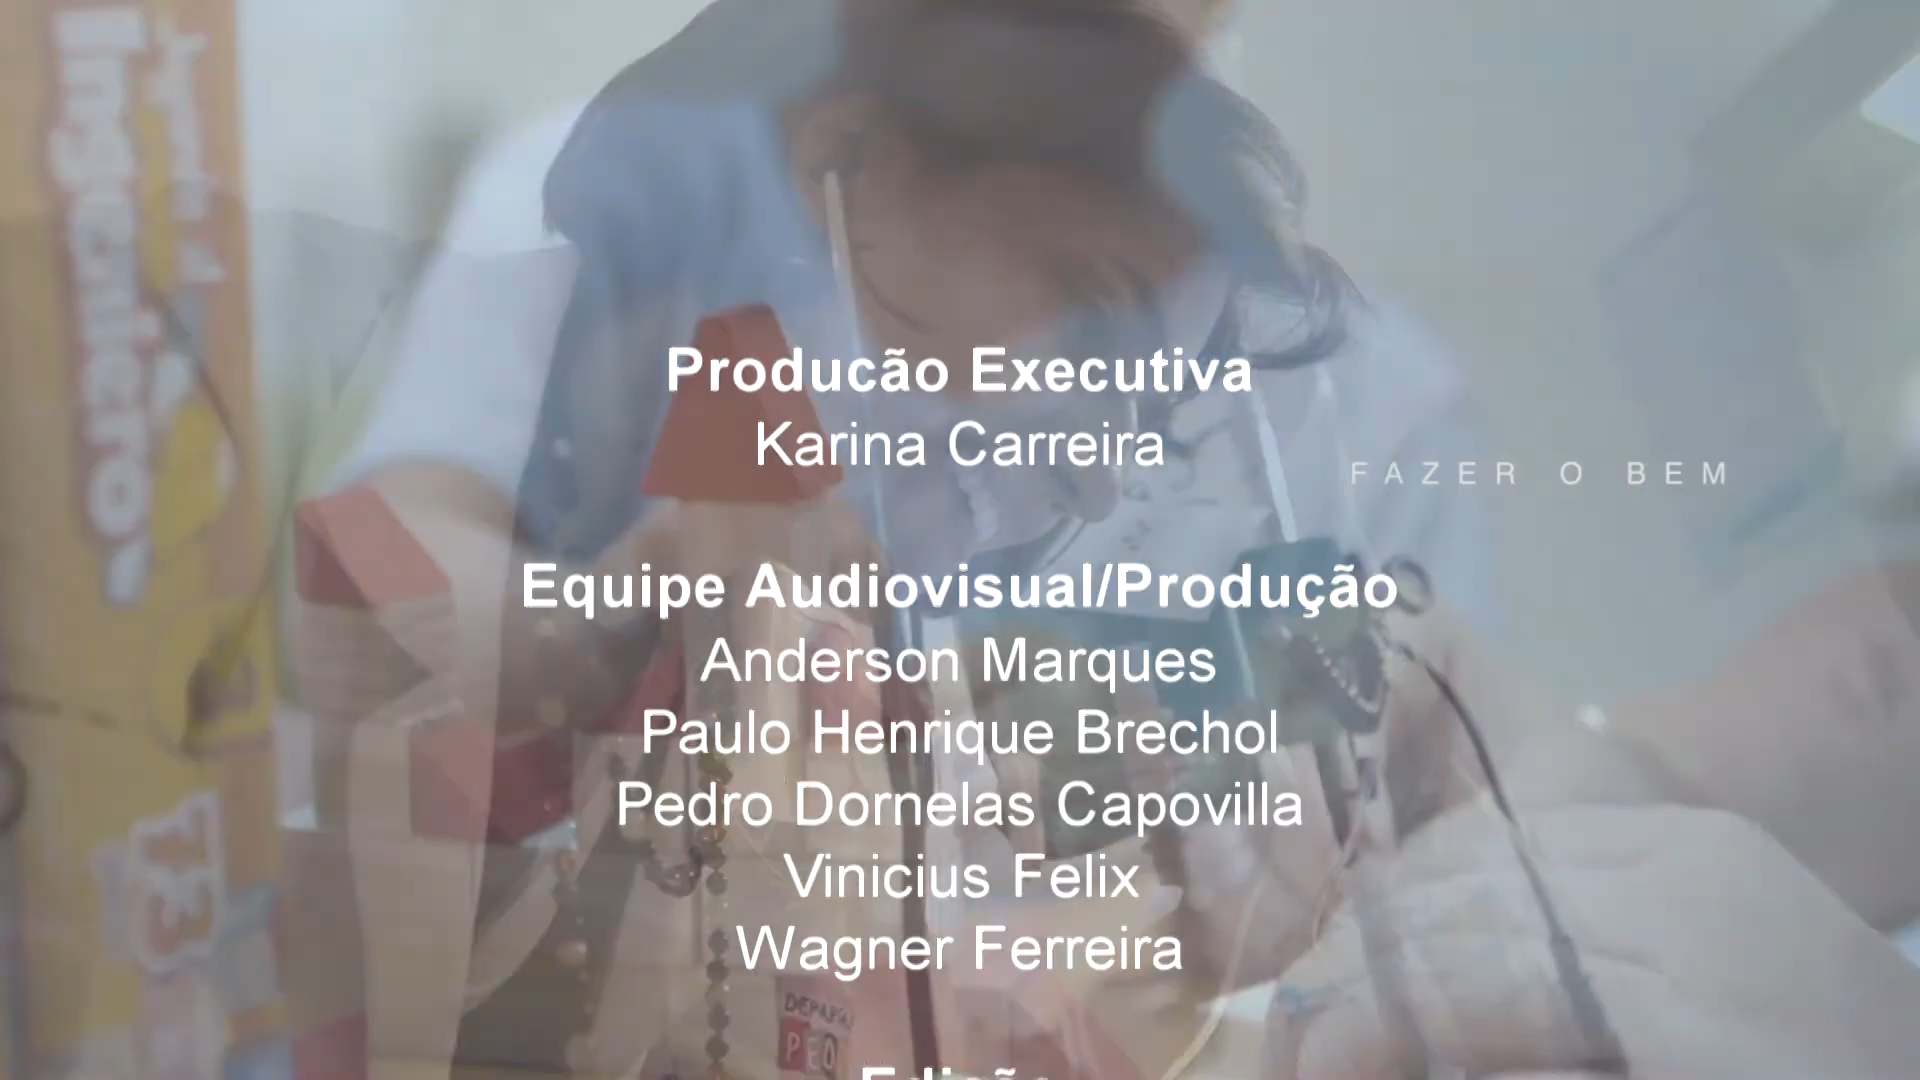 Producão Executiva
Karina Carreira
FAZER O BEM
Equipe Audiovisual/Produção
Anderson Marques
Paulo Henrique Brechol
Pedro Dornelas Capovilla
Vinicius Felix
Wagner Ferreira
Edição